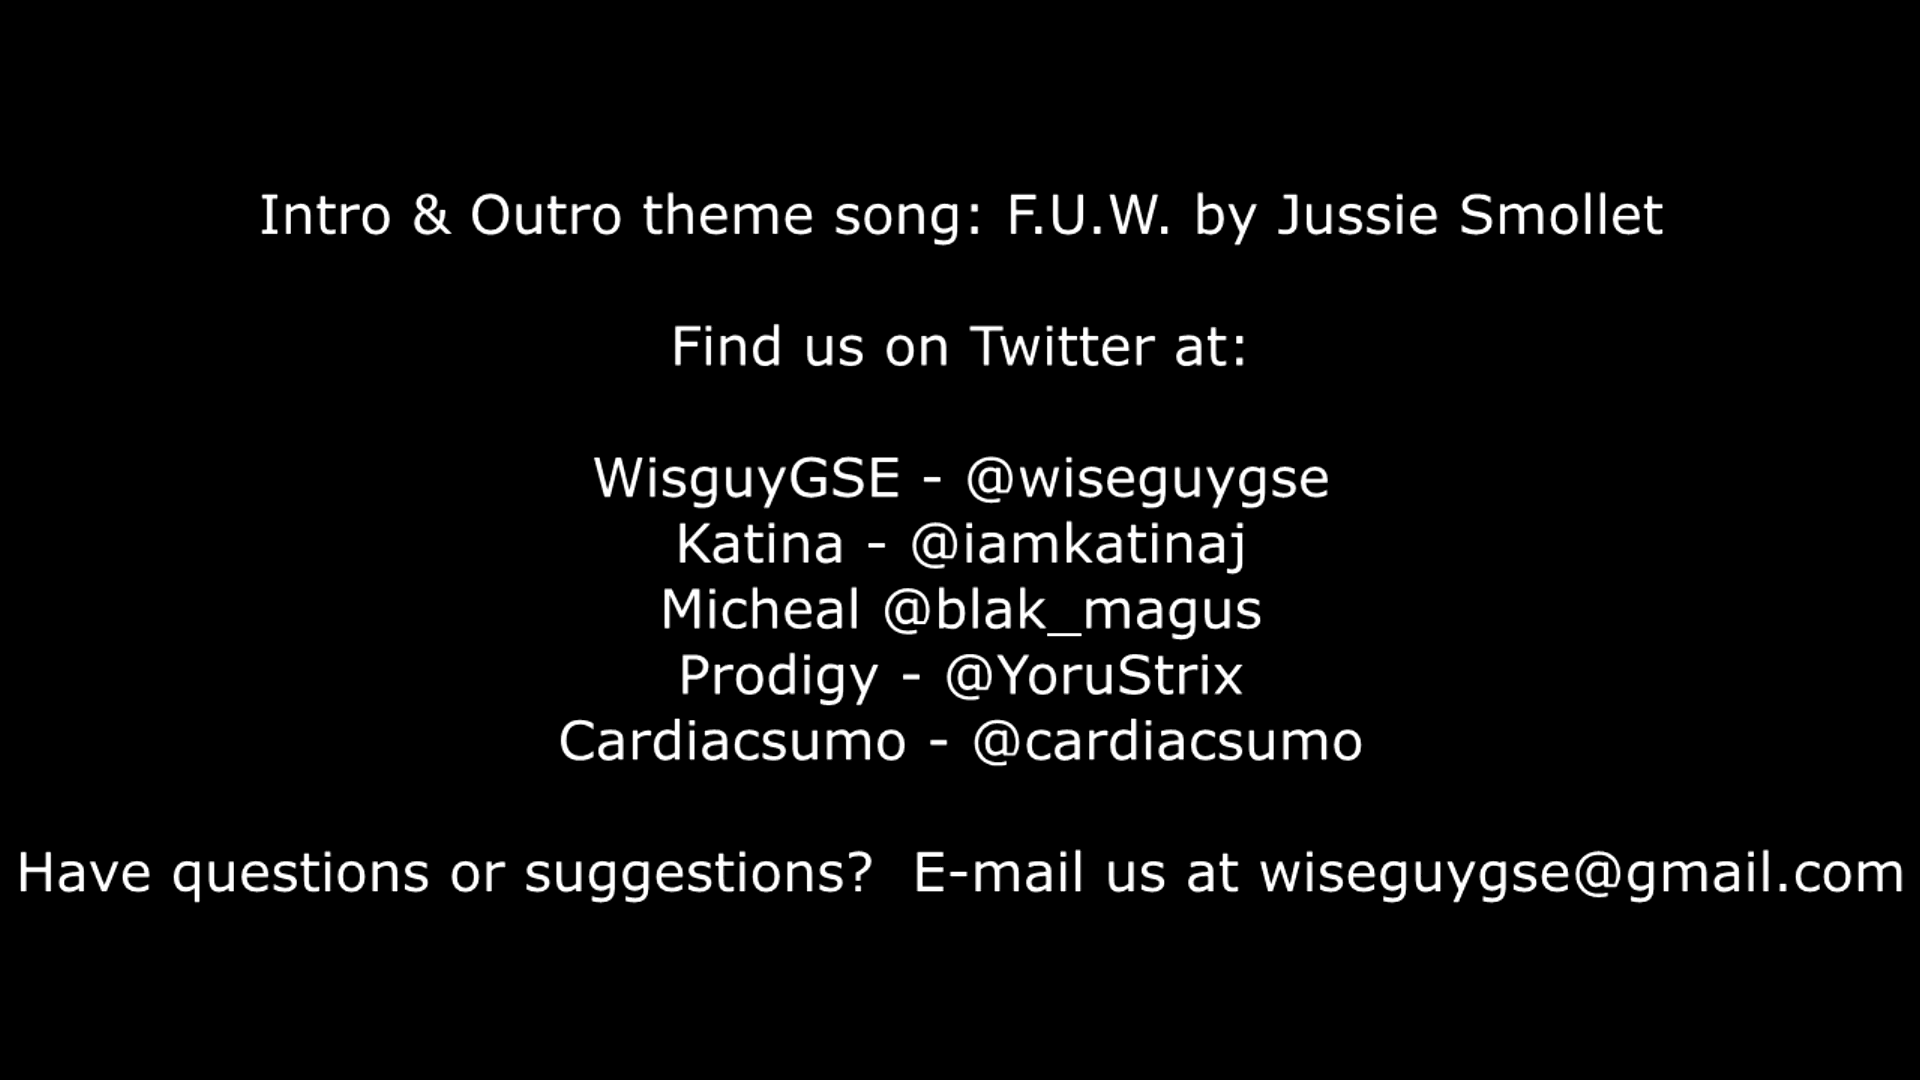 Intro & Outro theme song: F.U.W. by Jussie Smollet
Find us on Twitter at:
WisguyGSE - @wiseguygse
Katina - @iamkatinaj
Micheal @blak_magus
Prodigy - @YoruStrix
Cardiacsumo - @cardiacsumo
Have questions or suggestions?  E-mail us at wiseguygse@gmail.com